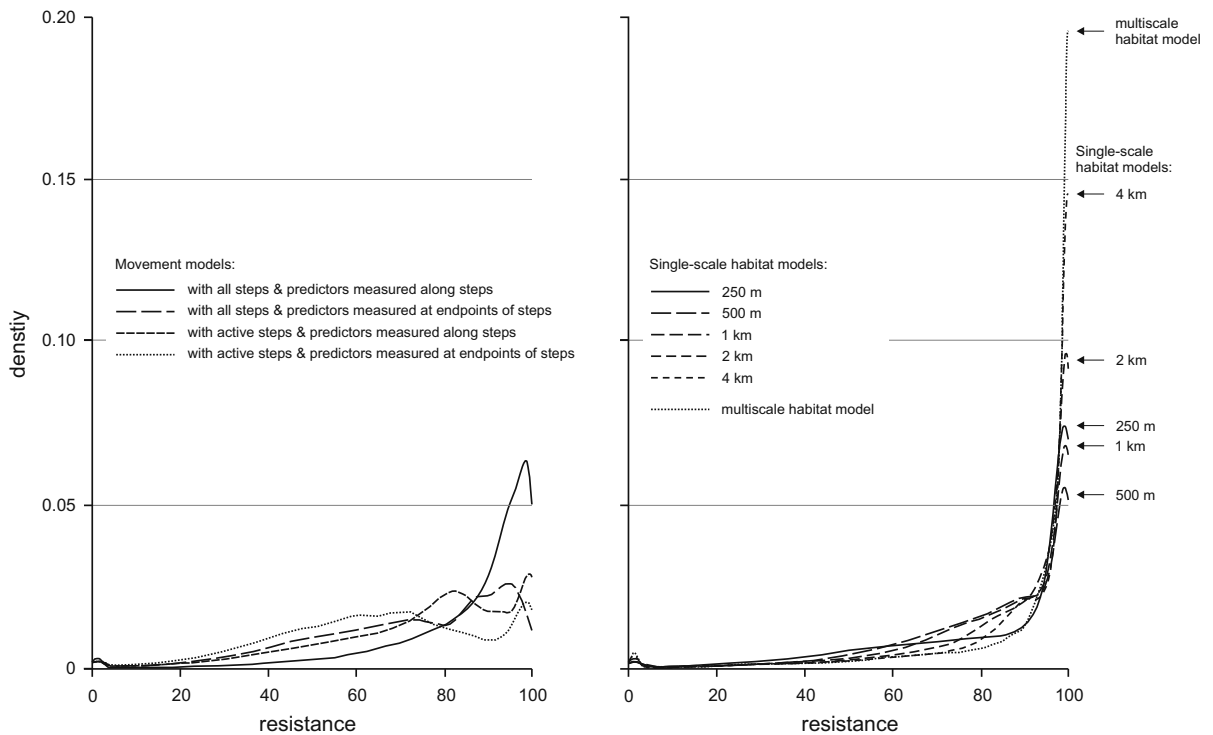 denstiy
0.20
0.15
0.10
0.05
0
Movement models:
with all steps & predictors measured along steps
with all steps & predictors measured at endpoints of steps
with active steps & predictors measured along steps
with active steps & predictors measured at endpoints of steps
0 20 40 60 80 100
resistance
Single-scale habitat models:
250 m
500 m
1 km
2 km
4 km
multiscale habitat model
multiscale
habitat model
Single-scale
habitat models:
4 km
2 km
250 m
1 km
500 m
0 20 40 60 80 100
resistance